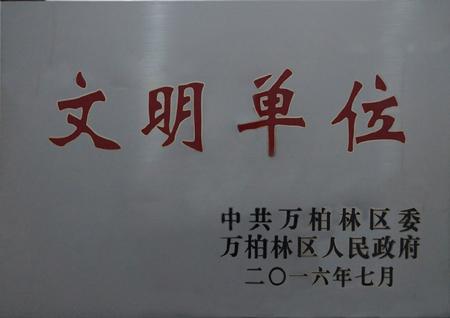 文明单位
中共万柏林区委
万柏林区人民政府
二〇一六年七月